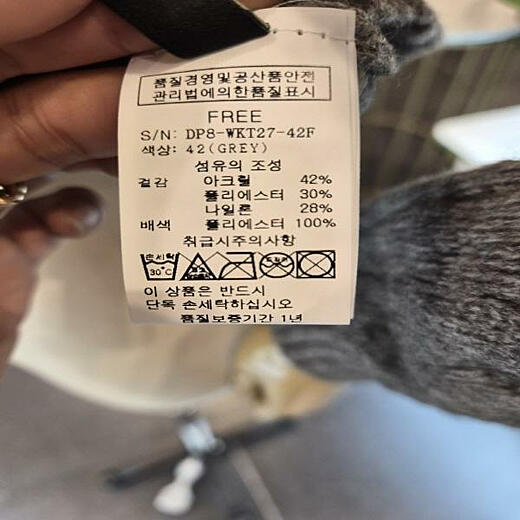 품질경영및공산품안전
관리법에의한품질표시
FREE
S/N: DP8-WKT27-42F
색상: 42(GREY)
섬유의 조성
겉감 아크릴 42%
폴리에스터 30%
나일론 28%
배색 폴리에스터 100%
취급시주의사항
손세탁
30°C
이 상품은 반드시
단독 손세탁하십시오
품질보증기간 1년